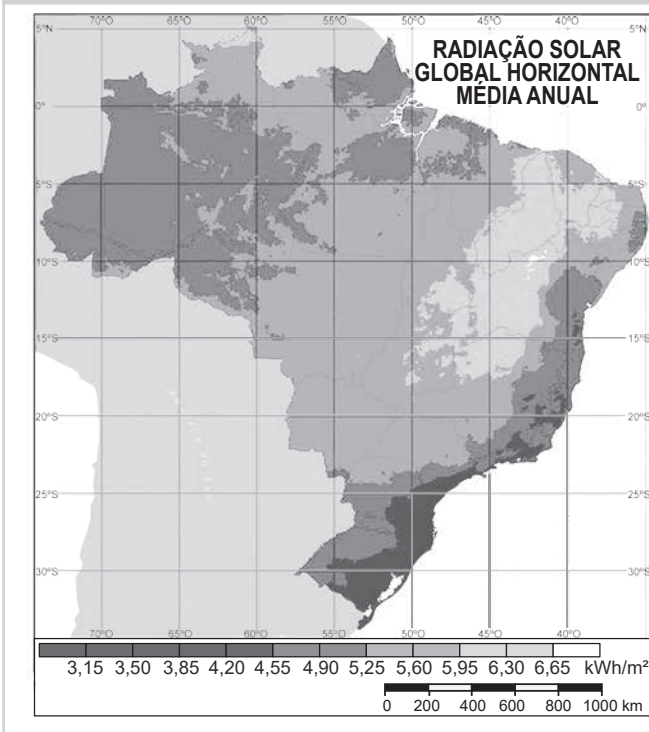 RADIAÇÃO SOLAR
GLOBAL HORIZONTAL
MÉDIA ANUAL
70°O 65°O 60°O 55°O 50°O 45°O 40°O
5°N 5°N
0° 0°
5°S 5°S
10°S 10°S
15°S 15°S
20°S 20°S
25°S 25°S
30°S 30°S
70°O 65°O 60°O 55°O 50°O 45°O 40°O
3,15 3,50 3,85 4,20 4,55 4,90 5,25 5,60 5,95 6,30 6,65 kWh/m²
0 200 400 600 800 1000 km